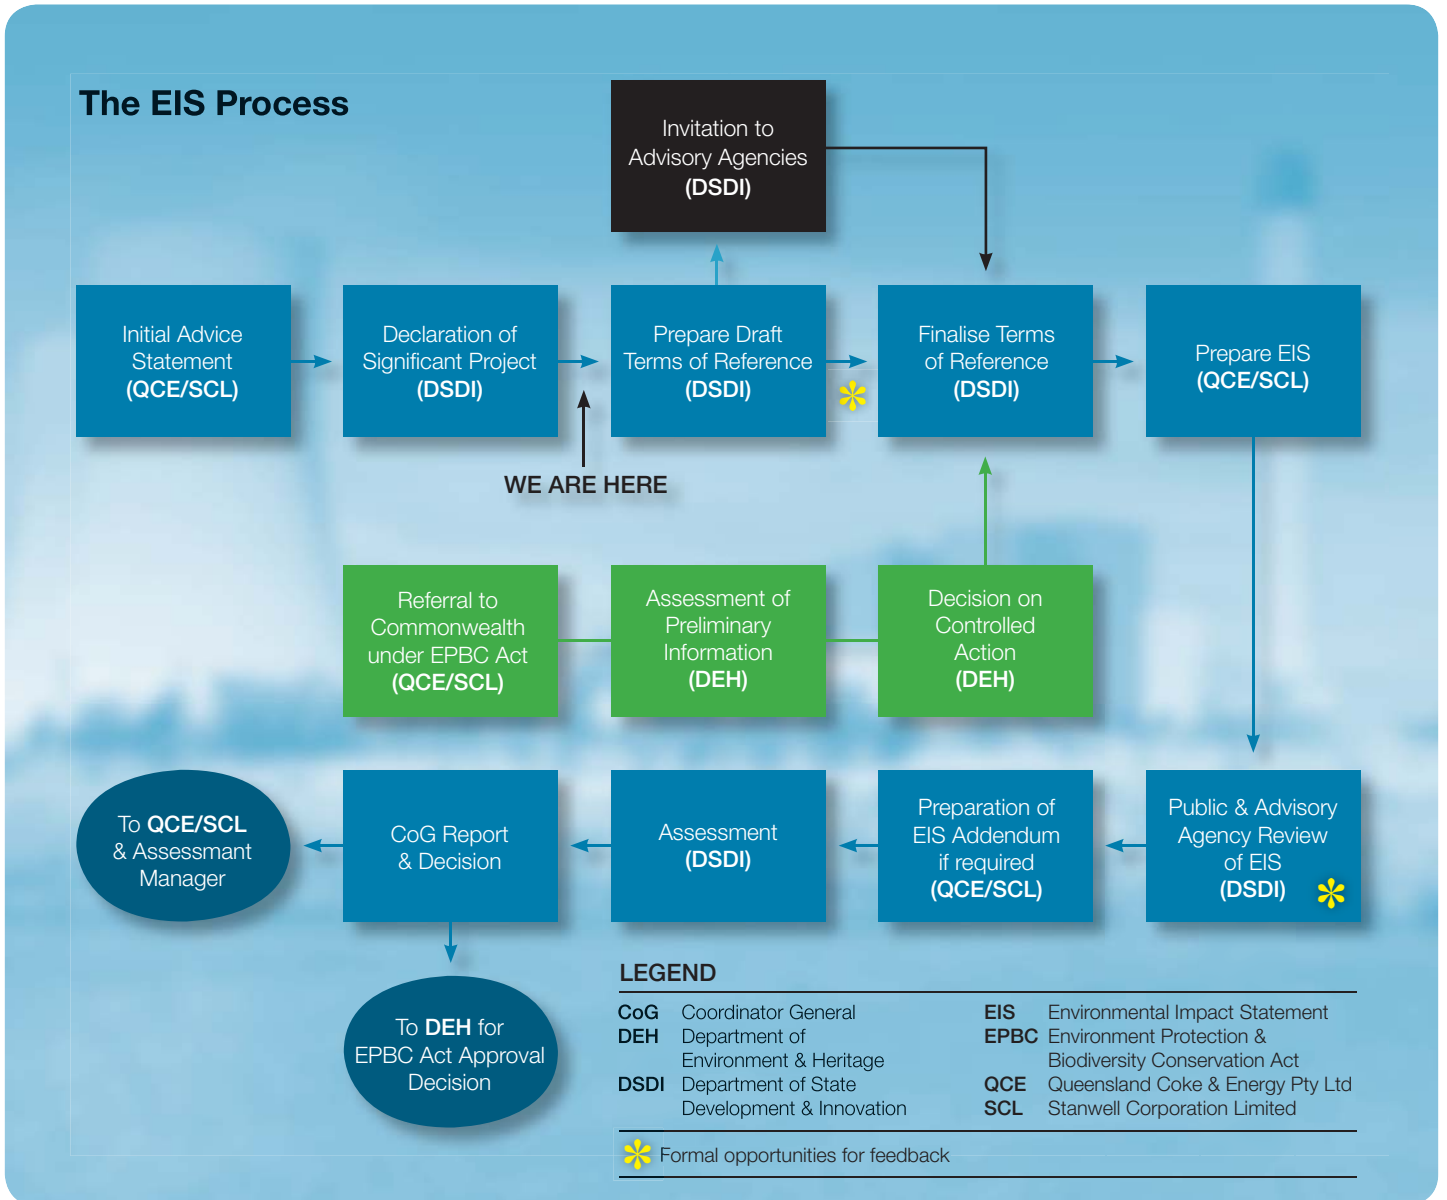 The EIS Process
Invitation to
Advisory Agencies
(DSDI)
Initial Advice
Statement
(QCE/SCL)
Declaration of
Significant Project
(DSDI)
Prepare Draft
Terms of Reference
(DSDI)
Finalise Terms
of Reference
(DSDI)
Prepare EIS
(QCE/SCL)
WE ARE HERE
Referral to
Commonwealth
under EPBC Act
(QCE/SCL)
Assessment of
Preliminary
Information
(DEH)
Decision on
Controlled
Action
(DEH)
To QCE/SCL
& Assessmant
Manager
CoG Report
& Decision
Assessment
(DSDI)
Preparation of
EIS Addendum
if required
(QCE/SCL)
Public & Advisory
Agency Review
of EIS
(DSDI)
To DEH for
EPBC Act Approval
Decision
LEGEND
CoG Coordinator General
DEH Department of
Environment & Heritage
DSDI Department of State
Development & Innovation
EIS Environmental Impact Statement
EPBC Environment Protection &
Biodiversity Conservation Act
QCE Queensland Coke & Energy Pty Ltd
SCL Stanwell Corporation Limited
Formal opportunities for feedback